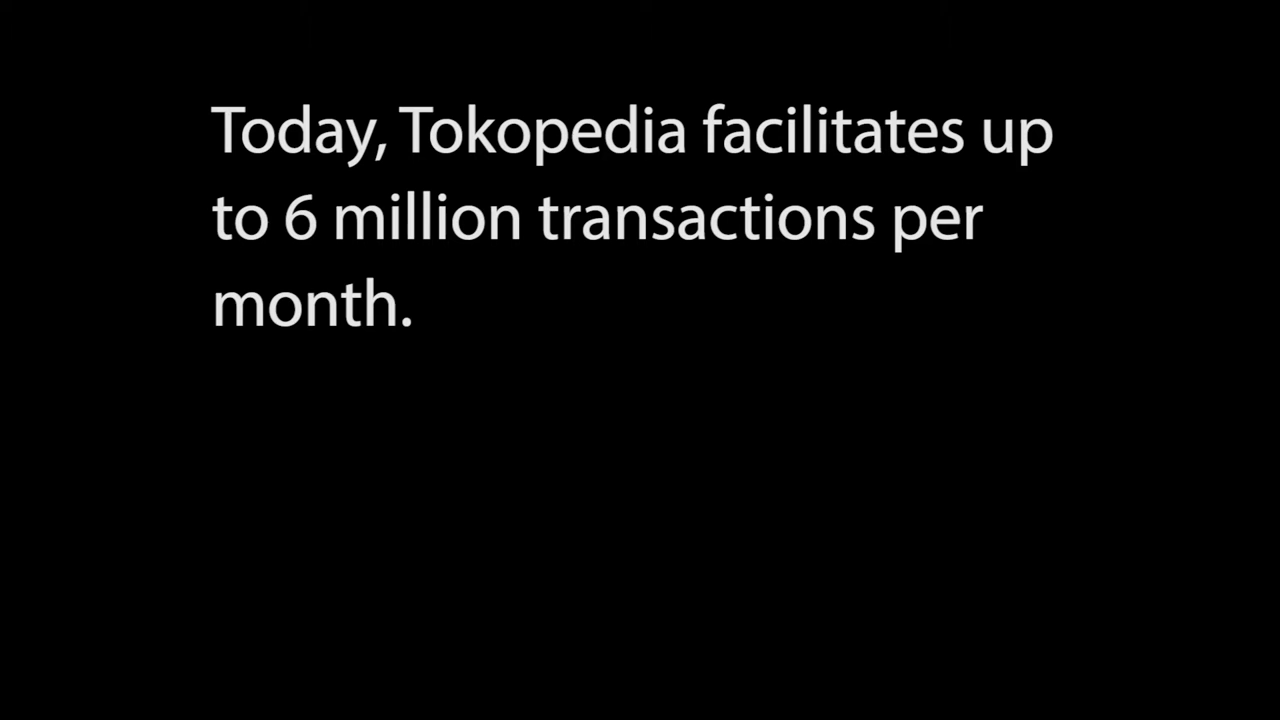 Today, Tokopedia facilitates up
to 6 million transactions per
month.